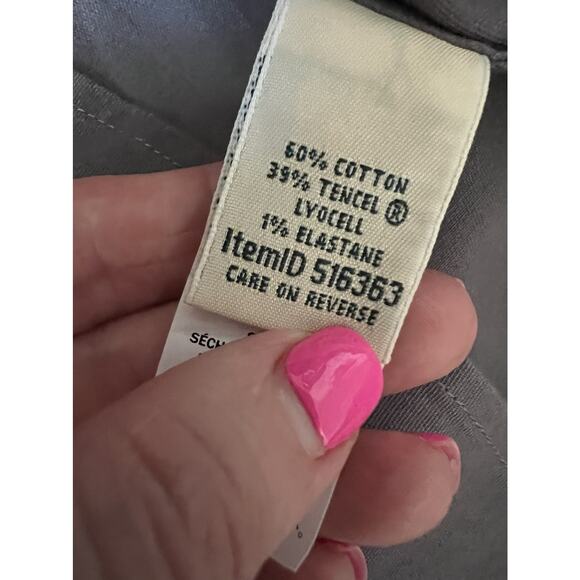 60% COTTON
39% TENCEL ®
LYOCELL
1% ELASTANE
ItemID 516363
CARE ON REVERSE
SÉCH